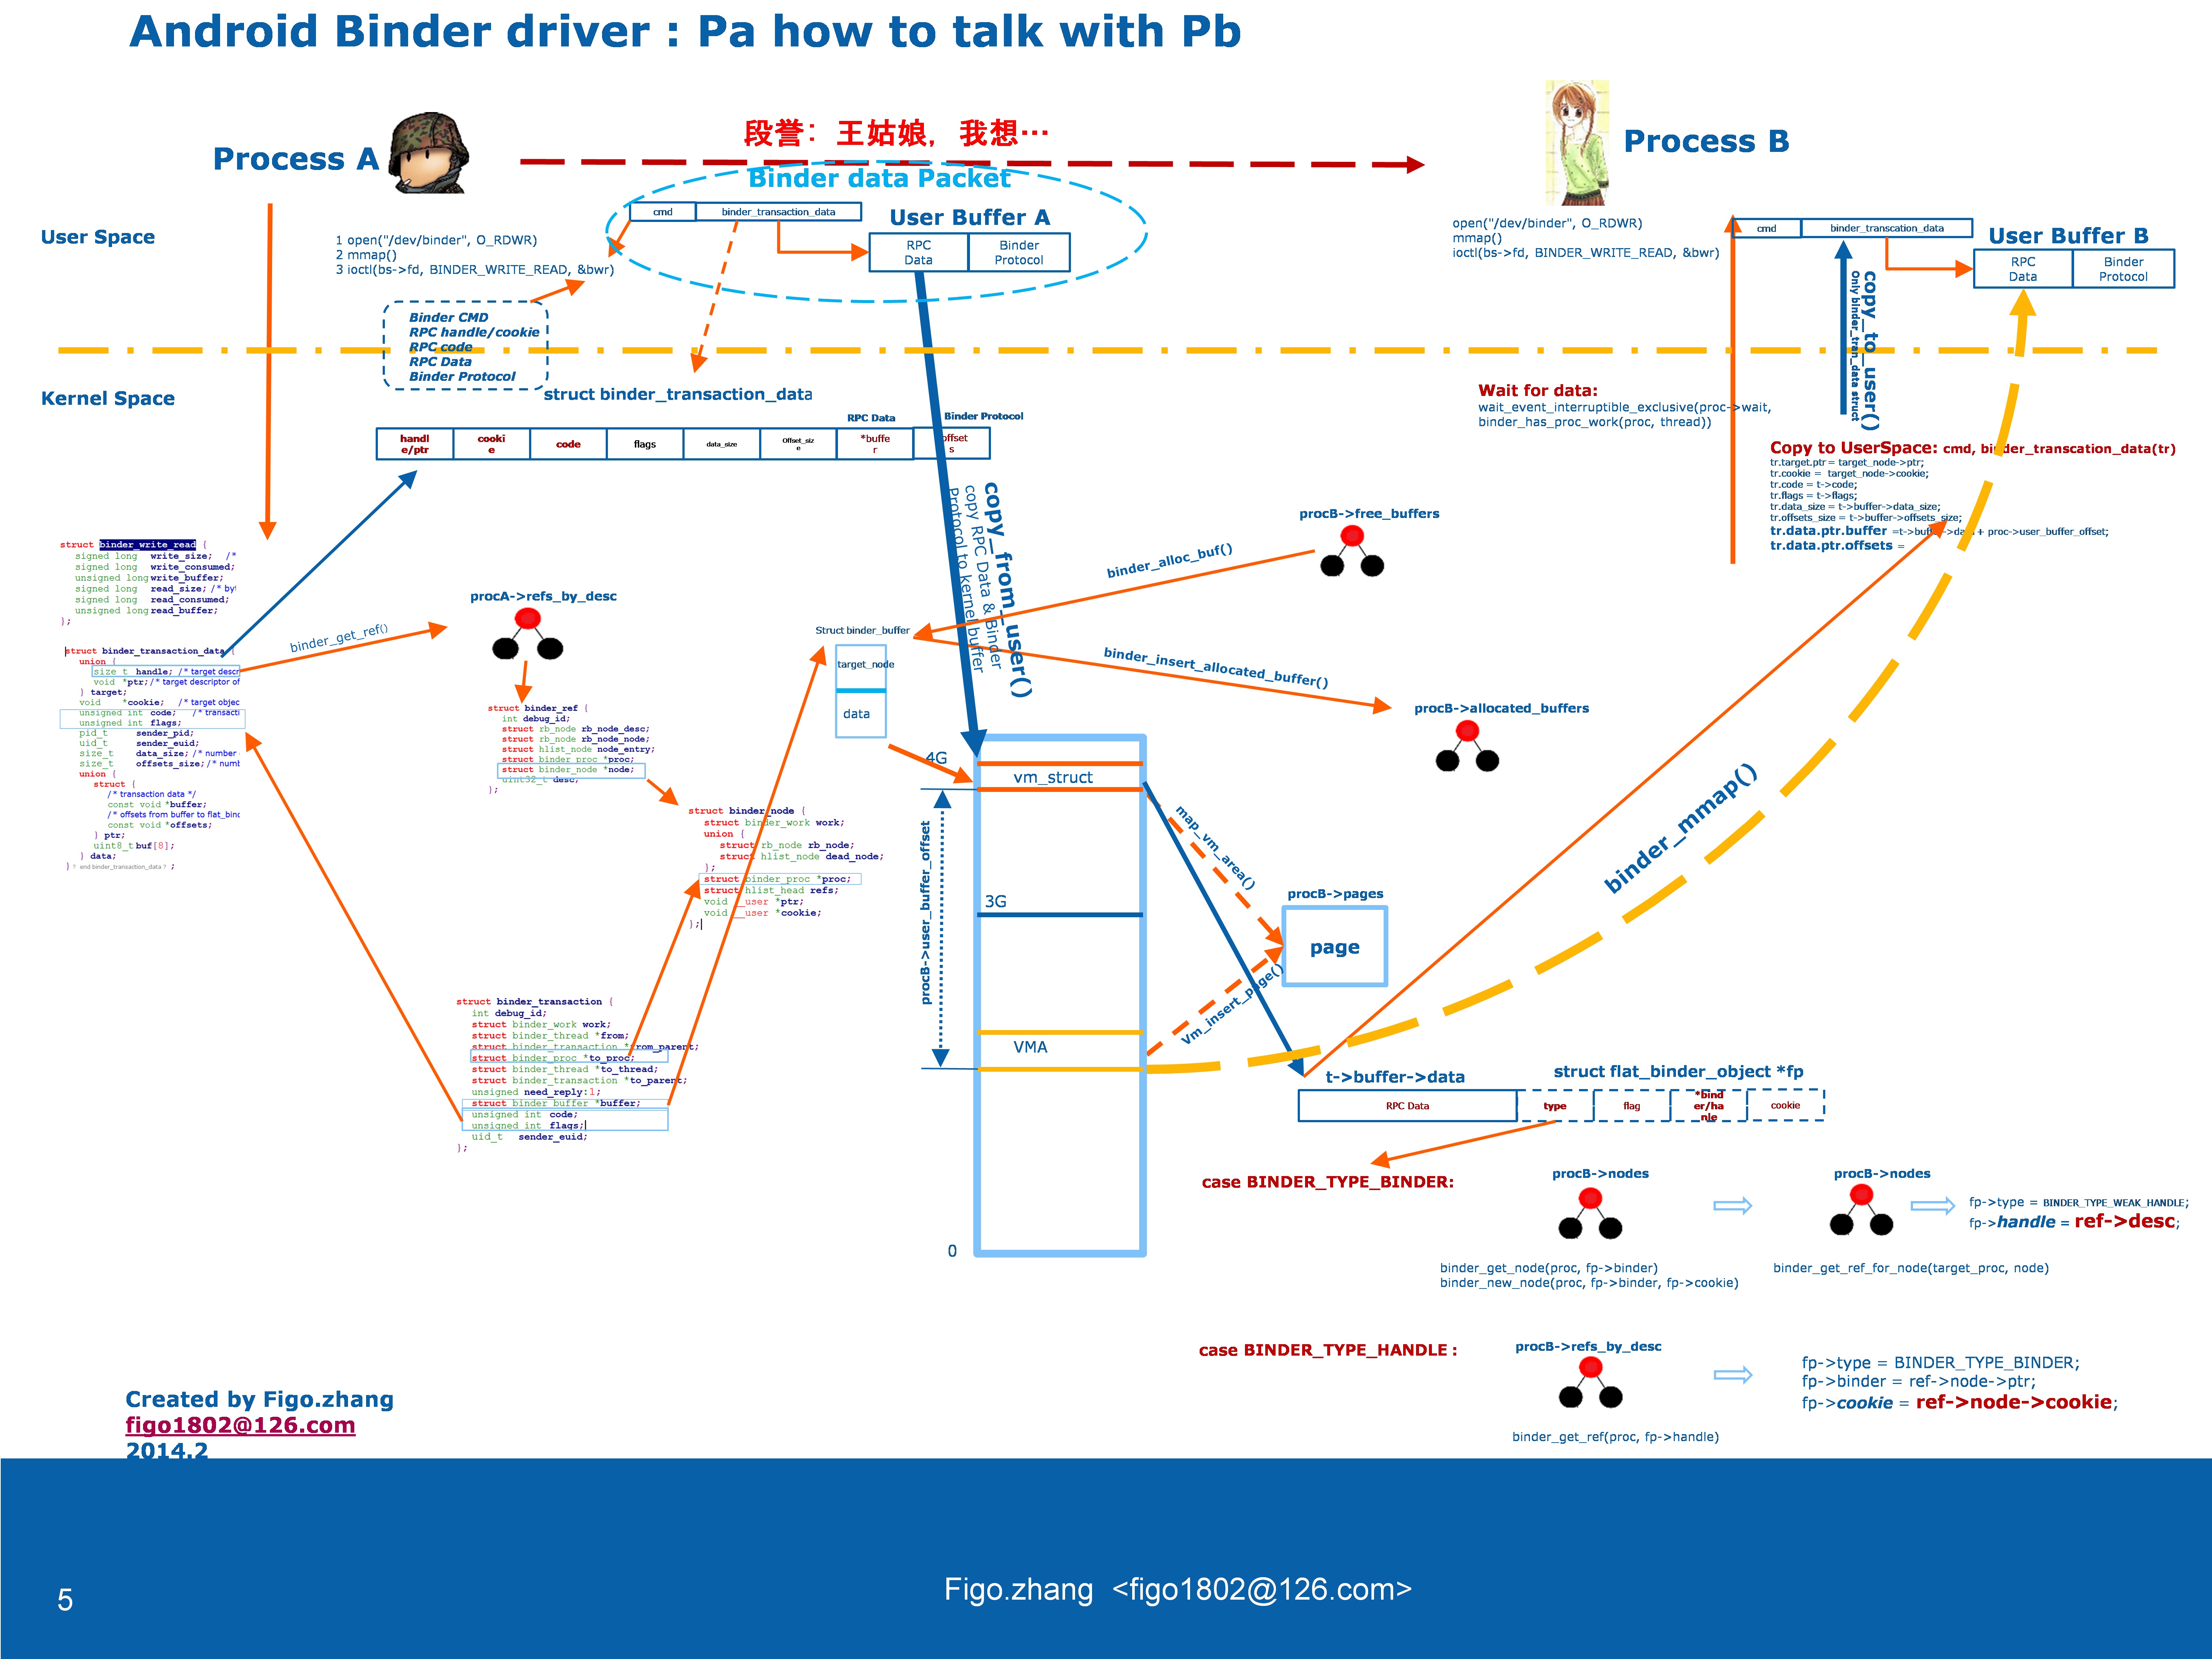 Android Binder driver : Pa how to talk with Pb
段誉：王姑娘，我想…
Process A
Process B
Binder data Packet
cmd
binder_transaction_data
User Buffer A
RPC
Data
Binder
Protocol
User Space
1 open("/dev/binder", O_RDWR)
2 mmap()
3 ioctl(bs->fd, BINDER_WRITE_READ, &bwr)
open("/dev/binder", O_RDWR)
mmap()
ioctl(bs->fd, BINDER_WRITE_READ, &bwr)
cmd
binder_transcation_data
User Buffer B
RPC
Data
Binder
Protocol
copy_to_user()
Only binder_tran_data struct
Binder CMD
RPC handle/cookie
RPC code
RPC Data
Binder Protocol
Kernel Space
struct binder_transaction_data
RPC Data
Binder Protocol
handl
e/ptr
cooki
e
code
flags
data_size
Offset_siz
e
*buffe
r
offset
s
Wait for data:
wait_event_interruptible_exclusive(proc->wait,
binder_has_proc_work(proc, thread))
Copy to UserSpace: cmd, binder_transcation_data(tr)
tr.target.ptr = target_node->ptr;
tr.cookie = target_node->cookie;
tr.code = t->code;
tr.flags = t->flags;
tr.data_size = t->buffer->data_size;
tr.offsets_size = t->buffer->offsets_size;
tr.data.ptr.buffer =t->buffer->data + proc->user_buffer_offset;
tr.data.ptr.offsets =
copy_from_user()
copy RPC Data & Binder
Protocol to kernel buffer
struct binder_write_read {
signed long write_size; /*
signed long write_consumed;
unsigned long write_buffer;
signed long read_size; /* by
signed long read_consumed;
unsigned long read_buffer;
};
struct binder_transaction_data {
union {
size_t handle; /* target descr
void *ptr; /* target descriptor of
} target;
void *cookie; /* target objec
unsigned int code; /* transacti
unsigned int flags;
pid_t sender_pid;
uid_t sender_euid;
size_t data_size; /* number
size_t offsets_size; /* numb
union {
struct {
/* transaction data */
const void *buffer;
/* offsets from buffer to flat_bind
const void *offsets;
} ptr;
uint8_t buf[8];
} data;
} ? end binder_transaction_data ? ;
binder_get_ref()
procA->refs_by_desc
struct binder_ref {
int debug_id;
struct rb_node rb_node_desc;
struct rb_node rb_node_node;
struct hlist_node node_entry;
struct binder_proc *proc;
struct binder_node *node;
uint32_t desc;
};
struct binder_node {
struct binder_work work;
union {
struct rb_node rb_node;
struct hlist_node dead_node;
};
struct binder_proc *proc;
struct hlist_head refs;
void __user *ptr;
void __user *cookie;
};
struct binder_transaction {
int debug_id;
struct binder_work work;
struct binder_thread *from;
struct binder_transaction *from_parent;
struct binder_proc *to_proc;
struct binder_thread *to_thread;
struct binder_transaction *to_parent;
unsigned need_reply:1;
struct binder_buffer *buffer;
unsigned int code;
unsigned int flags;
uid_t sender_euid;
};
Struct binder_buffer
target_node
data
procB->free_buffers
binder_alloc_buf()
binder_insert_allocated_buffer()
procB->allocated_buffers
4G
vm_struct
3G
VMA
0
procB->user_buffer_offset
map_vm_area()
Vm_insert_page()
procB->pages
page
binder_mmap()
t->buffer->data
struct flat_binder_object *fp
RPC Data
type
flag
*bind
er/ha
nle
cookie
case BINDER_TYPE_BINDER:
procB->nodes
procB->nodes
fp->type = BINDER_TYPE_WEAK_HANDLE;
fp->handle = ref->desc;
binder_get_node(proc, fp->binder)
binder_new_node(proc, fp->binder, fp->cookie)
binder_get_ref_for_node(target_proc, node)
case BINDER_TYPE_HANDLE :
procB->refs_by_desc
fp->type = BINDER_TYPE_BINDER;
fp->binder = ref->node->ptr;
fp->cookie = ref->node->cookie;
binder_get_ref(proc, fp->handle)
Created by Figo.zhang
figo1802@126.com
2014.2
5
Figo.zhang <figo1802@126.com>